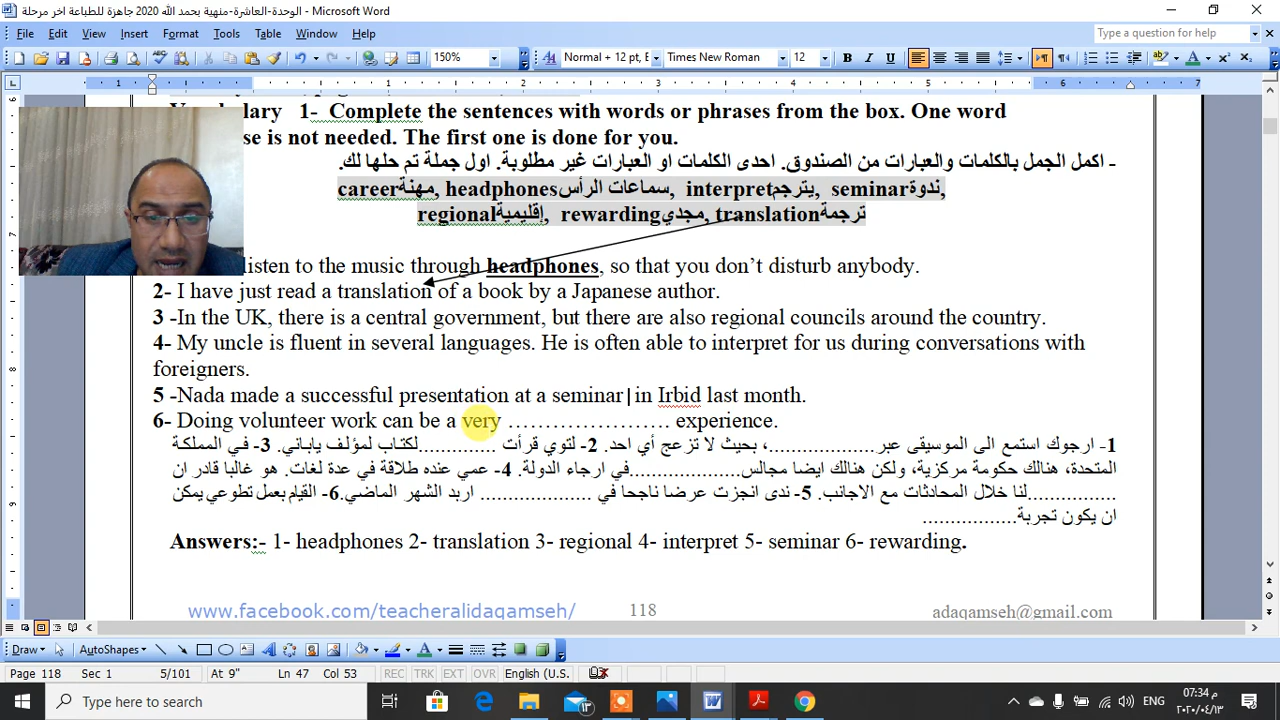 الوحدة-العاشرة-منهية بحمد الله 2020 جاهزة للطباعة اخر مرحلة - Microsoft Word
File Edit View Insert Format Tools Table Window Help
Type a question for help
150%
Normal + 12 pt, E Times New Roman 12 B I U
1 1 2 3 4 5 6 7
lary 1- Complete the sentences with words or phrases from the box. One word
se is not needed. The first one is done for you.
- اكمل الجمل بالكلمات والعبارات من الصندوق. احدى الكلمات او العبارات غير مطلوبة. اول جملة تم حلها لك.
careerمهنة, headphonesسماعات الرأس, interpretيترجم, seminarندوة,
regionalإقليمية, rewardingمجدي, translationترجمة
listen to the music through headphones, so that you don’t disturb anybody.
2- I have just read a translation of a book by a Japanese author.
3 -In the UK, there is a central government, but there are also regional councils around the country.
4- My uncle is fluent in several languages. He is often able to interpret for us during conversations with
foreigners.
5 -Nada made a successful presentation at a seminar in Irbid last month.
6- Doing volunteer work can be a very …………………. experience.
1- ارجوك استمع الى الموسيقى عبر................، بحيث لا تزعج أي احد. 2- لتوي قرأت ..............لكتاب لمؤلف ياباني. 3- في المملكة
المتحدة، هنالك حكومة مركزية، ولكن هنالك ايضا مجالس................في ارجاء الدولة. 4- عمي عنده طلاقة في عدة لغات. هو غالبا قادر ان
................لنا خلال المحادثات مع الاجانب. 5- ندى انجزت عرضا ناجحا في ..................... اربد الشهر الماضي.6- القيام بعمل تطوعي يمكن
ان يكون تجربة.................
Answers:- 1- headphones 2- translation 3- regional 4- interpret 5- seminar 6- rewarding.
www.facebook.com/teacheralidaqamseh/ 118 adaqamseh@gmail.com
Draw AutoShapes
Page 118 Sec 1 5/101 At 9" Ln 47 Col 53 REC TRK EXT OVR English (U.S.
Type here to search
ENG
07:34 م
٢٠٢٠/٠٤/١٣